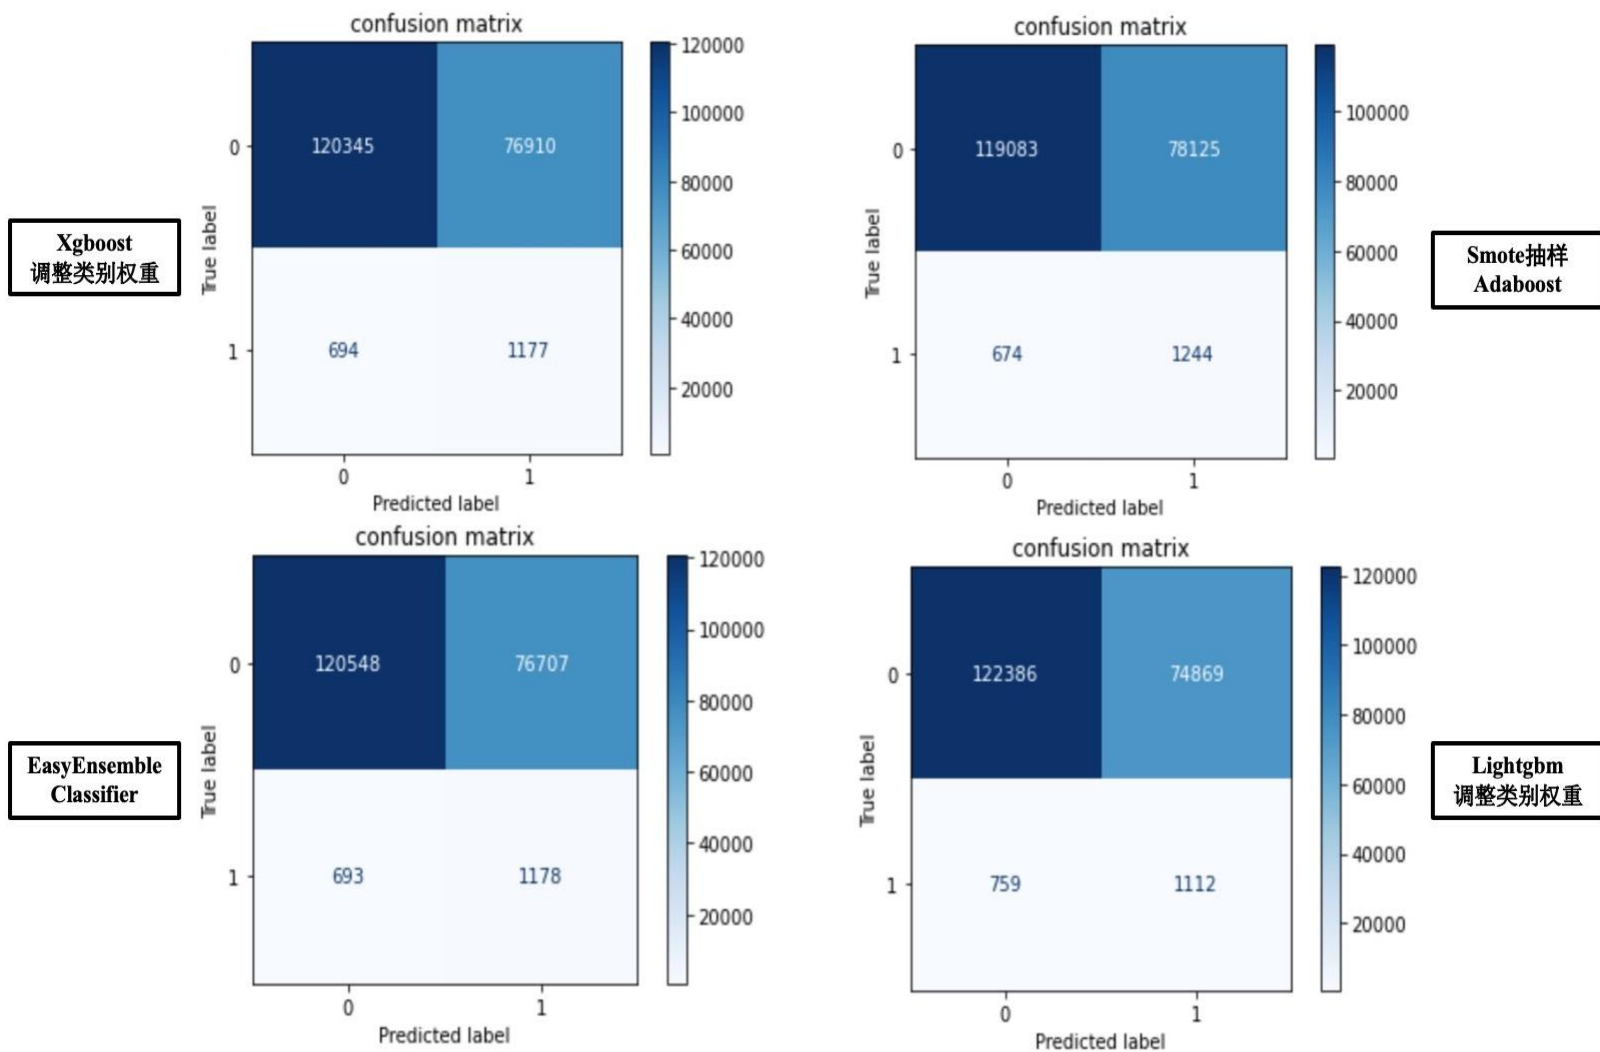 confusion matrix
120000
100000
80000
60000
40000
20000
0
1
True label
120345
76910
694
1177
0
1
Predicted label
Xgboost
调整类别权重
confusion matrix
100000
80000
60000
40000
20000
0
1
True label
119083
78125
674
1244
0
1
Predicted label
Smote抽样
Adaboost
confusion matrix
120000
100000
80000
60000
40000
20000
0
1
True label
120548
76707
693
1178
0
1
Predicted label
EasyEnsemble
Classifier
confusion matrix
120000
100000
80000
60000
40000
20000
0
1
True label
122386
74869
759
1112
0
1
Predicted label
Lightgbm
调整类别权重